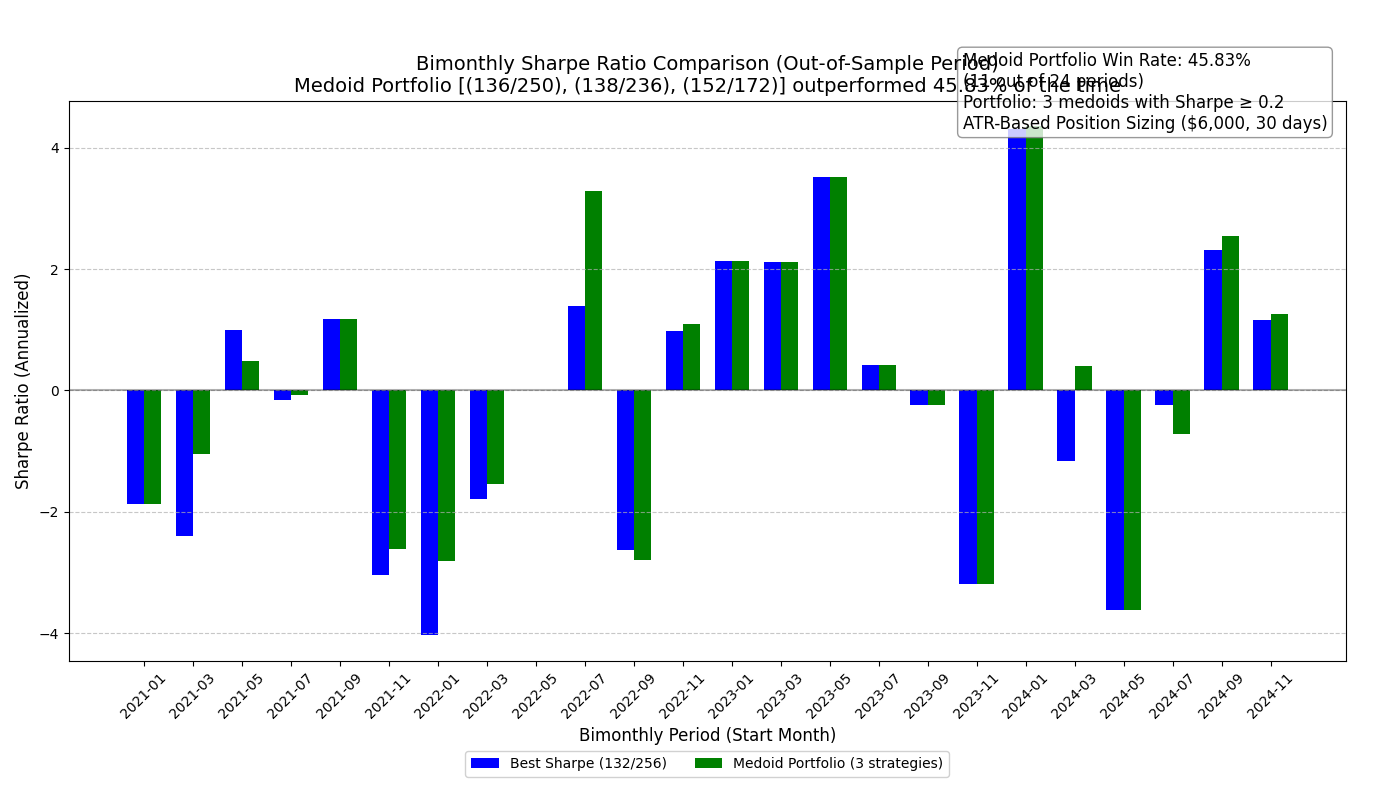 Bimonthly Sharpe Ratio Comparison (Out-of-Sample Period)
Medoid Portfolio [(136/250), (138/236), (152/172)] outperformed 45.83% of the time
Medoid Portfolio Win Rate: 45.83%
(11 out of 24 periods)
Portfolio: 3 medoids with Sharpe ≥ 0.2
ATR-Based Position Sizing ($6,000, 30 days)
Sharpe Ratio (Annualized)
4
2
0
−2
−4
2021-01
2021-03
2021-05
2021-07
2021-09
2021-11
2022-01
2022-03
2022-05
2022-07
2022-09
2022-11
2023-01
2023-03
2023-05
2023-07
2023-09
2023-11
2024-01
2024-03
2024-05
2024-07
2024-09
2024-11
Bimonthly Period (Start Month)
Best Sharpe (132/256)
Medoid Portfolio (3 strategies)